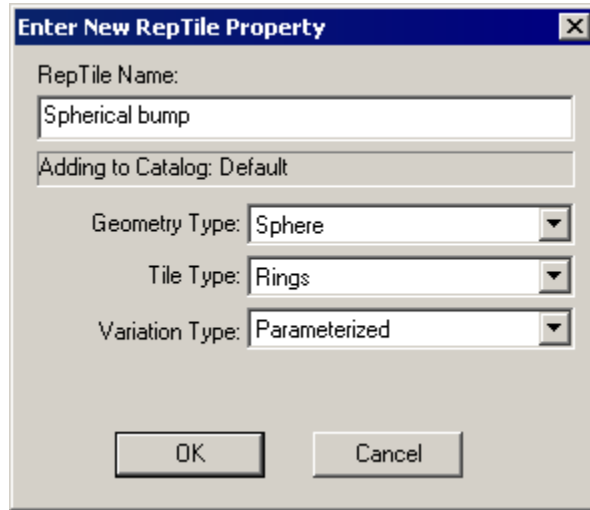 Enter New RepTile Property
RepTile Name:
Spherical bump
Adding to Catalog: Default
Geometry Type: Sphere
Tile Type: Rings
Variation Type: Parameterized
OK Cancel